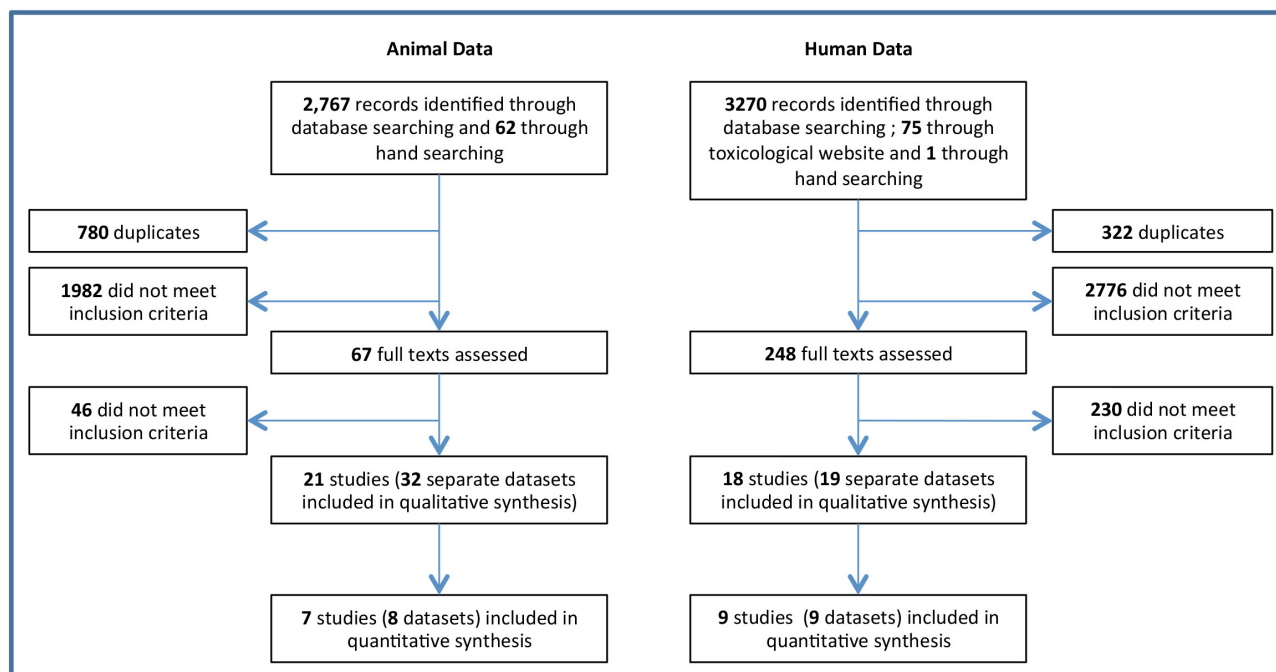 Animal Data
2,767 records identified through
database searching and 62 through
hand searching
780 duplicates
1982 did not meet
inclusion criteria
67 full texts assessed
46 did not meet
inclusion criteria
21 studies (32 separate datasets
included in qualitative synthesis)
7 studies (8 datasets) included in
quantitative synthesis
Human Data
3270 records identified through
database searching ; 75 through
toxicological website and 1 through
hand searching
322 duplicates
2776 did not meet
inclusion criteria
248 full texts assessed
230 did not meet
inclusion criteria
18 studies (19 separate datasets
included in qualitative synthesis)
9 studies (9 datasets) included in
quantitative synthesis